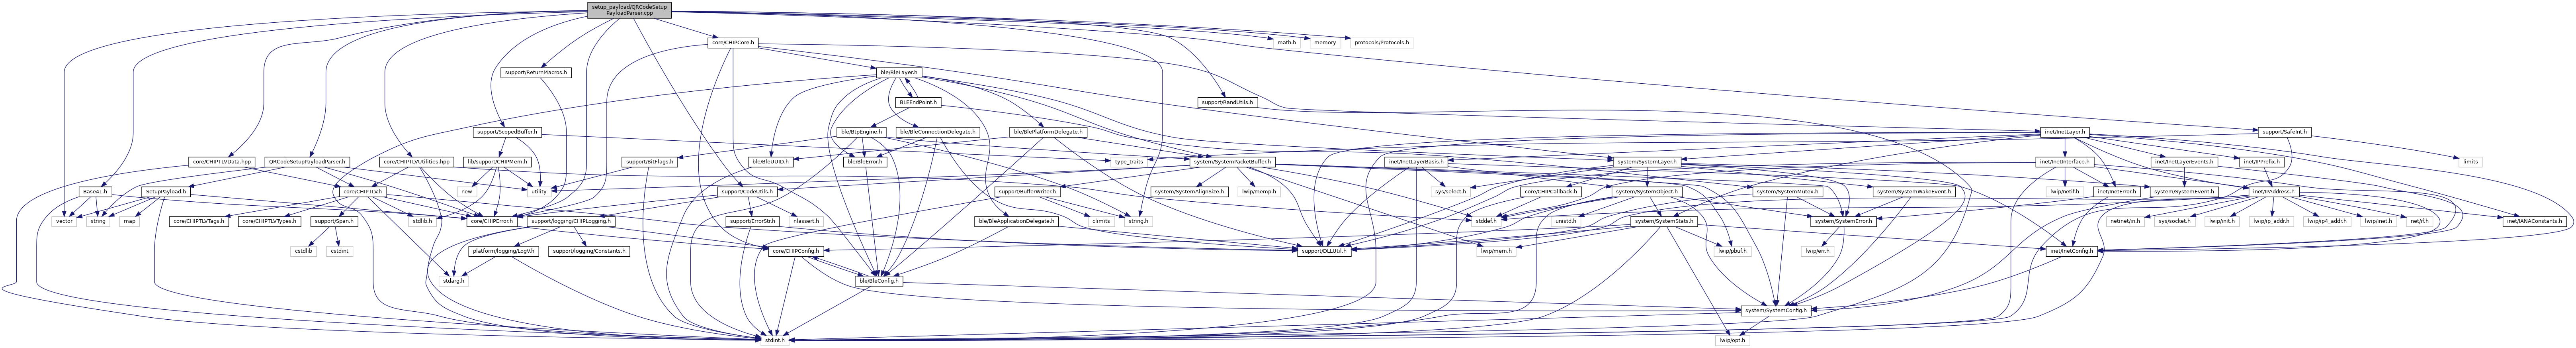 setup_payload/QRCodeSetup
PayloadParser.cpp
core/CHIPCore.h
math.h
memory
protocols/Protocols.h
support/ReturnMacros.h
ble/BleLayer.h
BLEEndPoint.h
support/RandUtils.h
support/ScopedBuffer.h
ble/BtpEngine.h
ble/BleConnectionDelegate.h
ble/BlePlatformDelegate.h
inet/InetLayer.h
support/SafeInt.h
core/CHIPTLVData.hpp
QRCodeSetupPayloadParser.h
core/CHIPTLVUtilities.hpp
lib/support/CHIPMem.h
support/BitFlags.h
ble/BleUUID.h
ble/BleError.h
type_traits
system/SystemPacketBuffer.h
inet/InetLayerBasis.h
system/SystemLayer.h
inet/InetInterface.h
inet/InetLayerEvents.h
inet/IPPrefix.h
limits
Base41.h
SetupPayload.h
core/CHIPTLV.h
new
utility
support/CodeUtils.h
support/BufferWriter.h
system/SystemAlignSize.h
lwip/memp.h
sys/select.h
core/CHIPCallback.h
system/SystemObject.h
system/SystemMutex.h
system/SystemWakeEvent.h
lwip/netif.h
inet/InetError.h
system/SystemEvent.h
inet/IPAddress.h
vector
string
map
core/CHIPTLVTags.h
core/CHIPTLVTypes.h
support/Span.h
stdlib.h
core/CHIPError.h
support/logging/CHIPLogging.h
support/ErrorStr.h
nlassert.h
ble/BleApplicationDelegate.h
climits
string.h
stddef.h
unistd.h
system/SystemStats.h
system/SystemError.h
netinet/in.h
sys/socket.h
lwip/init.h
lwip/ip_addr.h
lwip/ip4_addr.h
lwip/inet.h
net/if.h
inet/IANAConstants.h
cstdlib
cstdint
platform/logging/LogV.h
support/logging/Constants.h
core/CHIPConfig.h
support/DLLUtil.h
lwip/mem.h
lwip/pbuf.h
lwip/err.h
inet/InetConfig.h
stdarg.h
ble/BleConfig.h
system/SystemConfig.h
stdint.h
lwip/opt.h